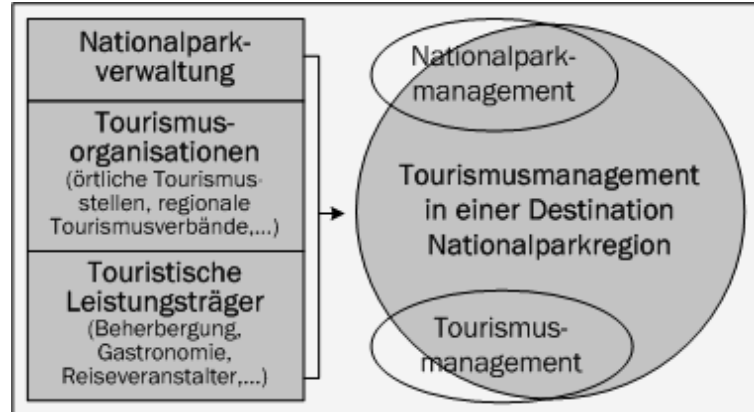 Nationalpark-
verwaltung
Tourismus-
organisationen
(örtliche Tourismus-
stellen, regionale
Tourismusverbände,...)
Touristische
Leistungsträger
(Beherbergung,
Gastronomie,
Reiseveranstalter,...)
Nationalpark-
management
Tourismusmanagement
in einer Destination
Nationalparkregion
Tourismus-
management